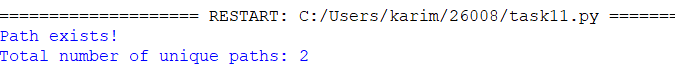 ==================== RESTART: C:/Users/karim/26008/task11.py =======
Path exists!
Total number of unique paths: 2